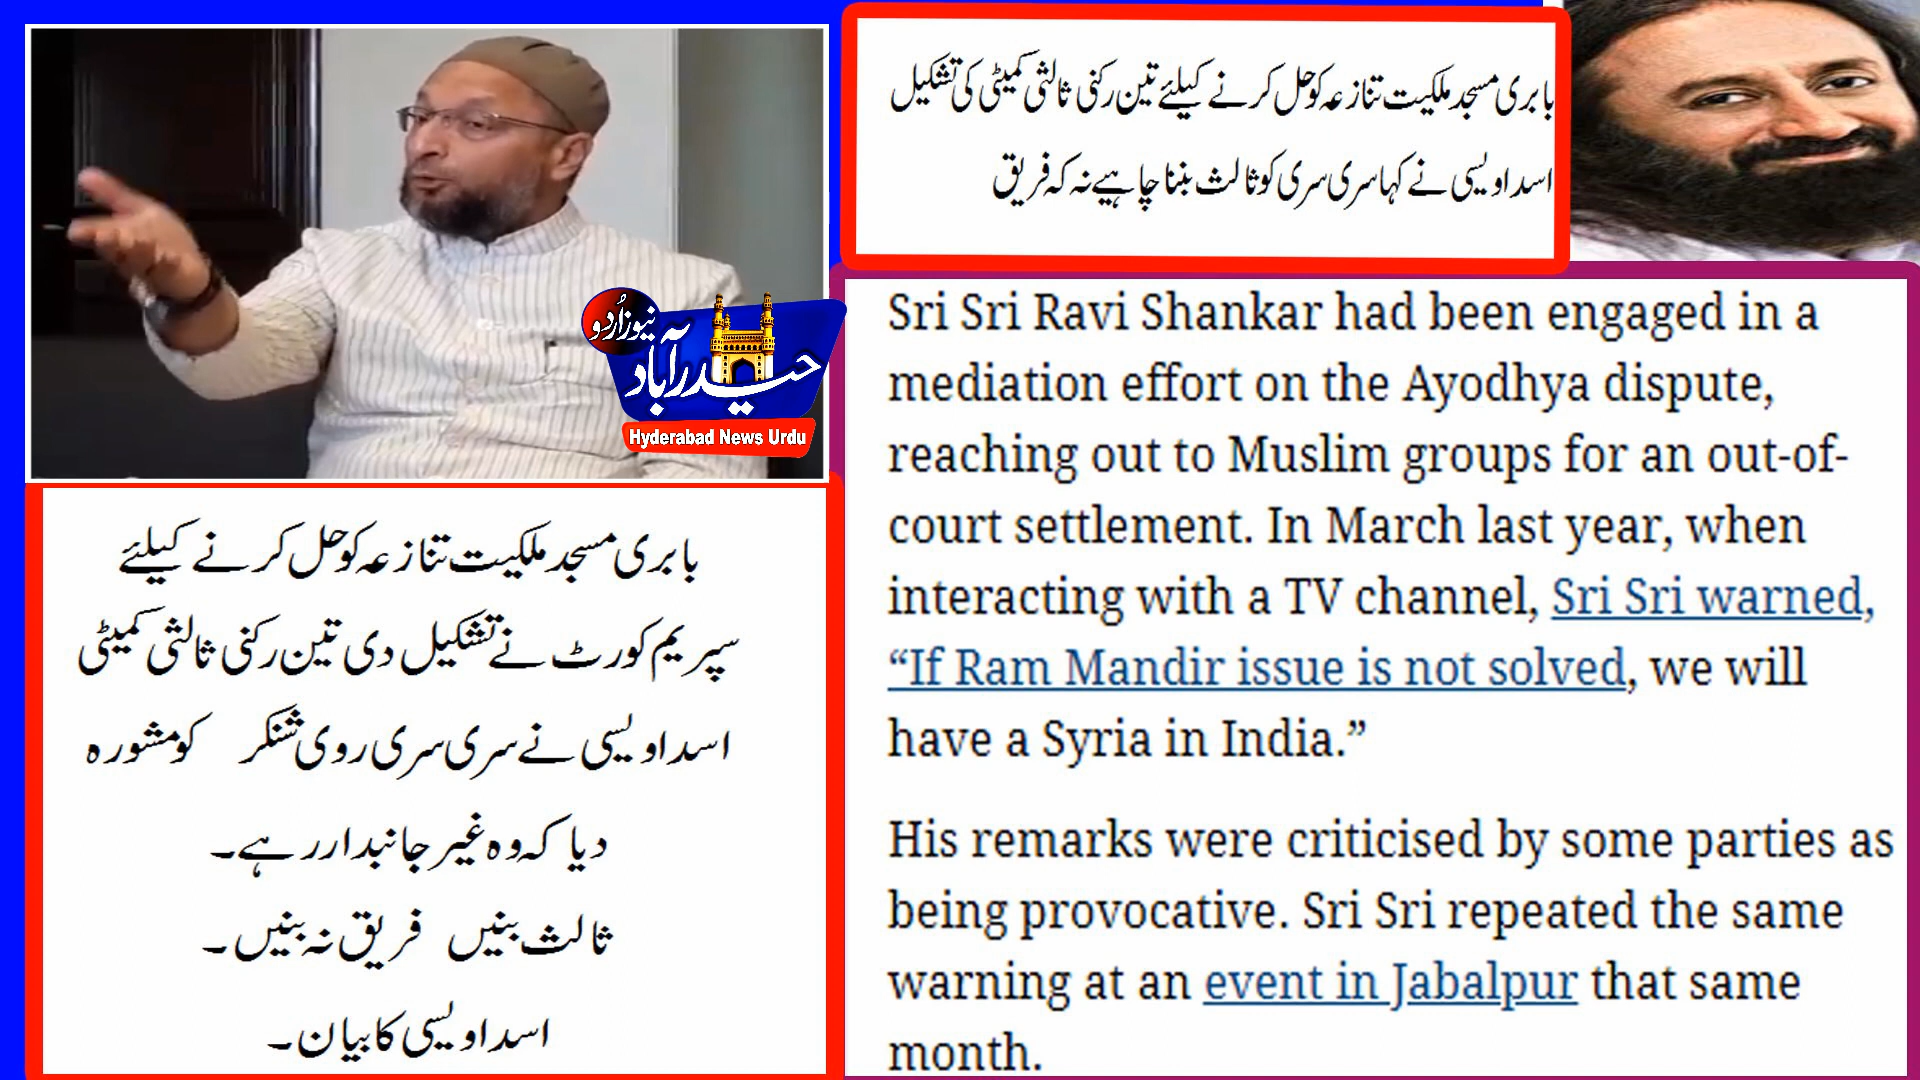 بابری مسجد ملکیت تنازعہ کو حل کرنے کیلئے تین رکنی ثالثی کمیٹی کی تشکیل
اسد اویسی نے کہا سری سری کو ثالث بننا چاہیے نہ کہ فریق
نیوز اُردو
حیدرآباد
Hyderabad News Urdu
بابری مسجد ملکیت تنازعہ کو حل کرنے کیلئے
سپریم کورٹ نے تشکیل دی تین رکنی ثالثی کمیٹی
اسد اویسی نے سری سری روی شنکر کو مشورہ
دیا کہ وہ غیر جانبدار رہے۔
ثالث بنیں فریق نہ بنیں۔
اسد اویسی کا بیان۔
Sri Sri Ravi Shankar had been engaged in a
mediation effort on the Ayodhya dispute,
reaching out to Muslim groups for an out-of-
court settlement. In March last year, when
interacting with a TV channel, Sri Sri warned,
“If Ram Mandir issue is not solved, we will
have a Syria in India.”
His remarks were criticised by some parties as
being provocative. Sri Sri repeated the same
warning at an event in Jabalpur that same
month.